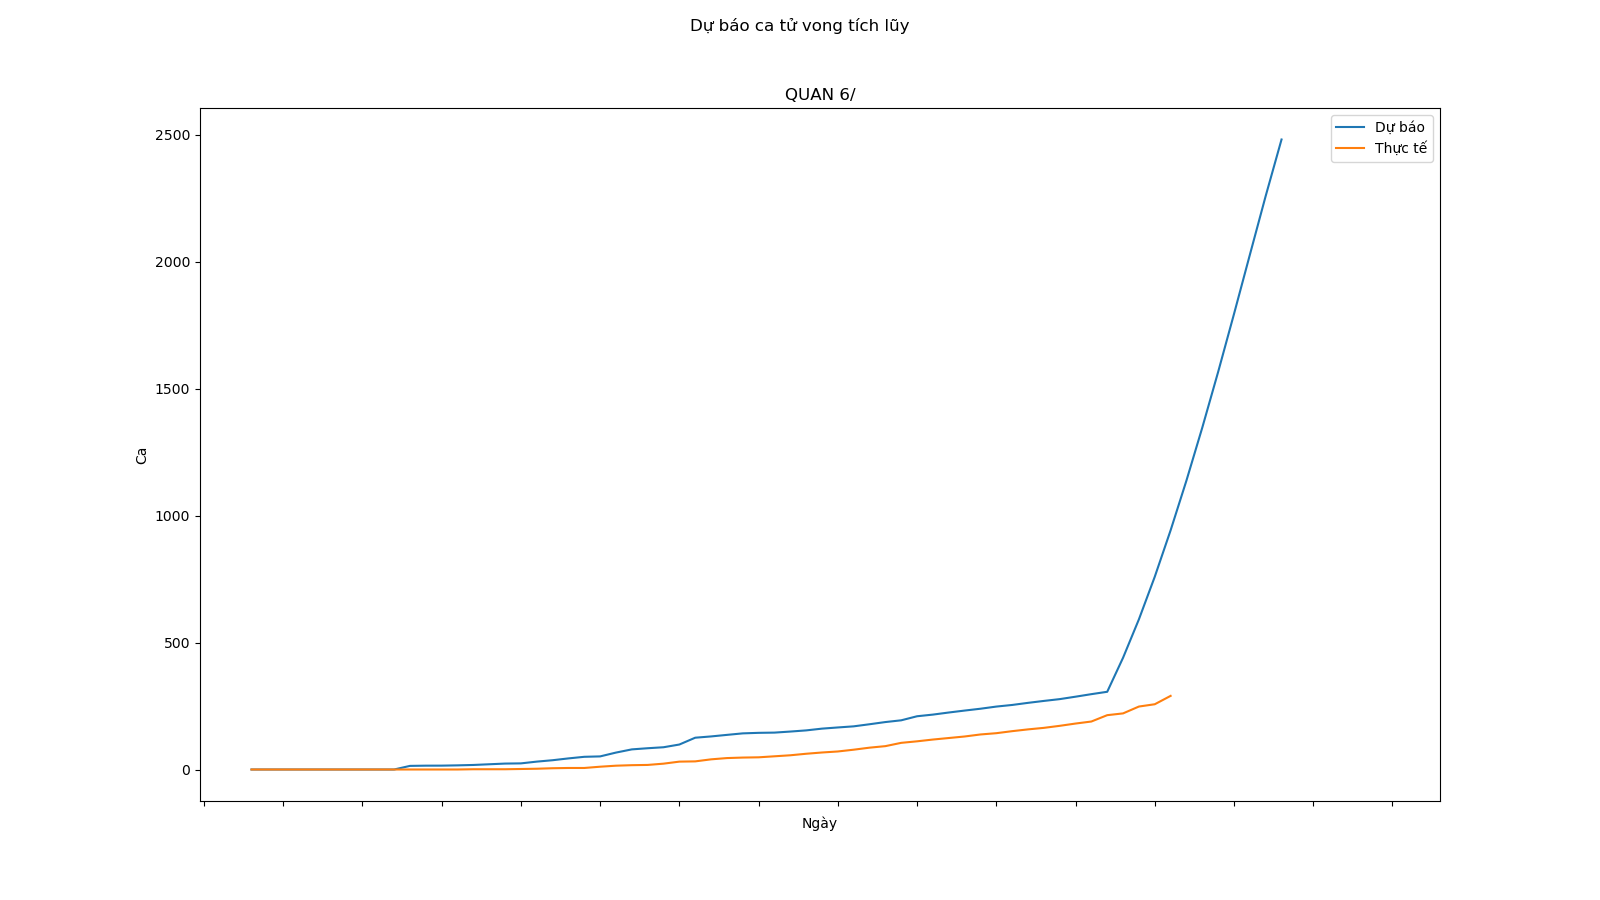 Dự báo ca tử vong tích lũy
QUAN 6/
Dự báo
Thực tế
2500
2000
1500
1000
500
0
Ca
Ngày